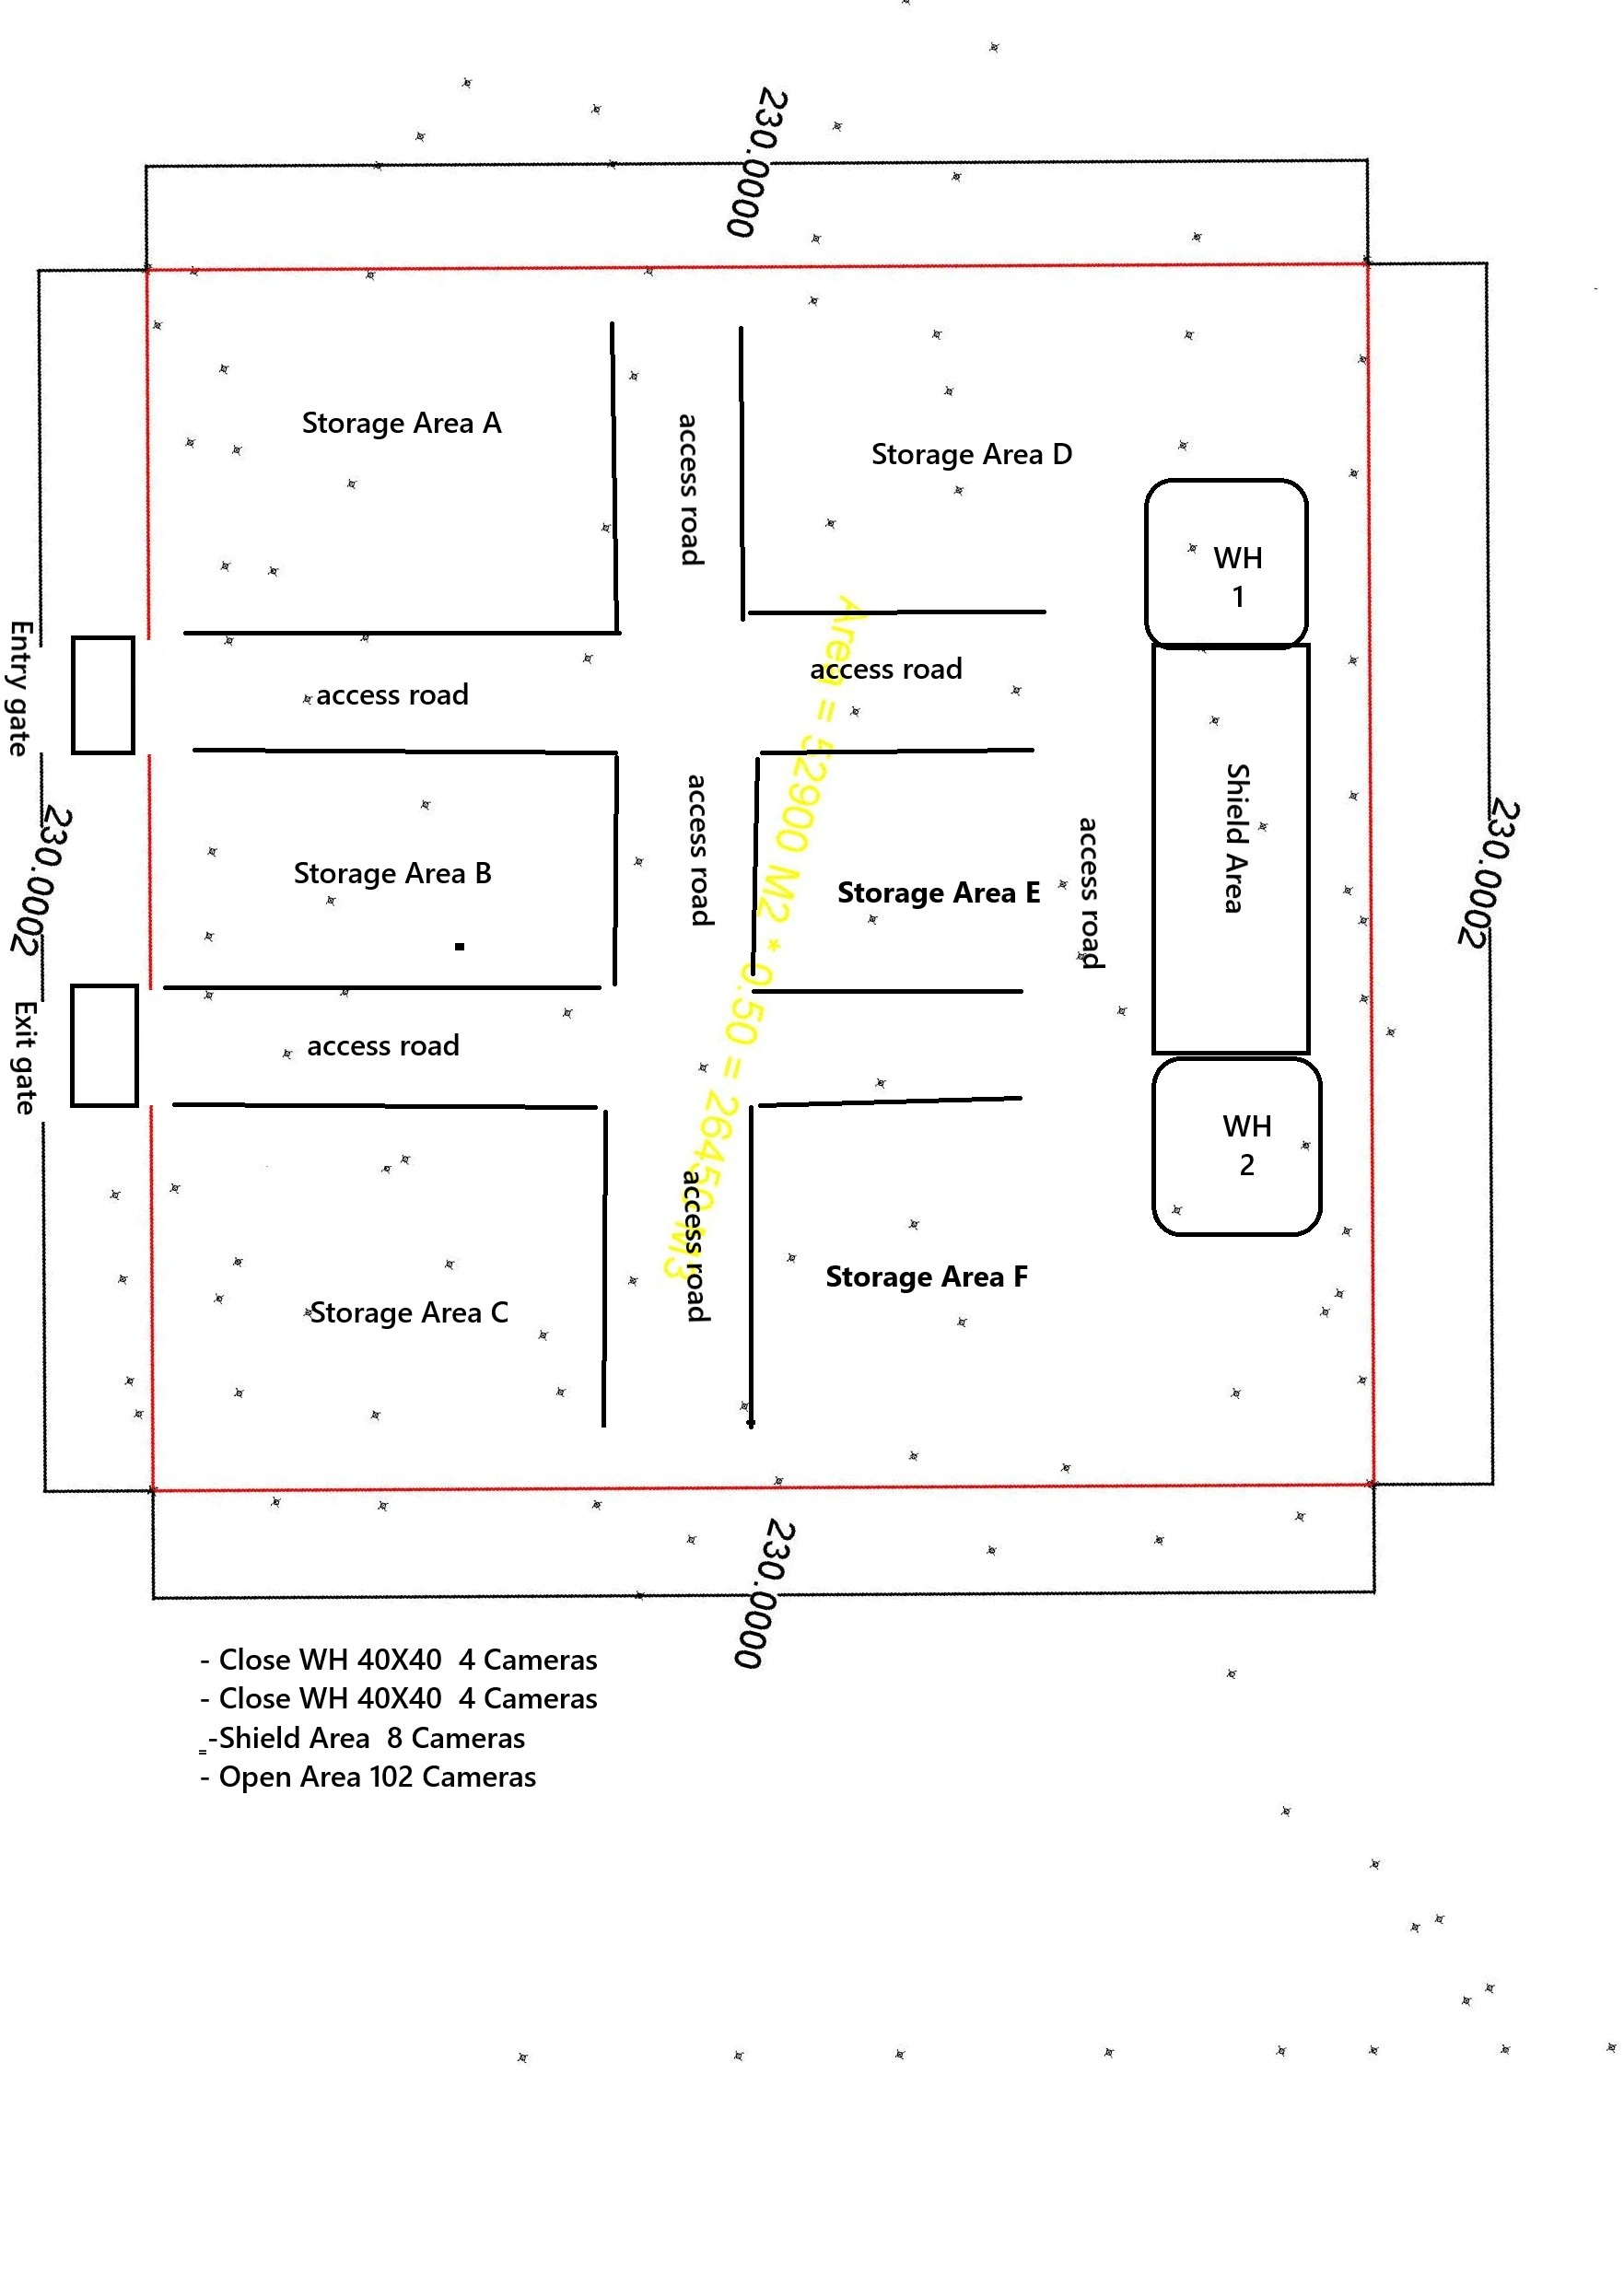 230.0000
Storage Area A
access road
Storage Area D
WH
1
Entry gate
access road
access road
Area = 52900 M2 * 0.50 = 26450 M3
230.0002
Storage Area B
access road
Storage Area E
access road
Shield Area
230.0002
Exit gate
access road
WH
2
Storage Area C
access road
Storage Area F
230.0000
- Close WH 40X40  4 Cameras
- Close WH 40X40  4 Cameras
-Shield Area  8 Cameras
- Open Area 102 Cameras